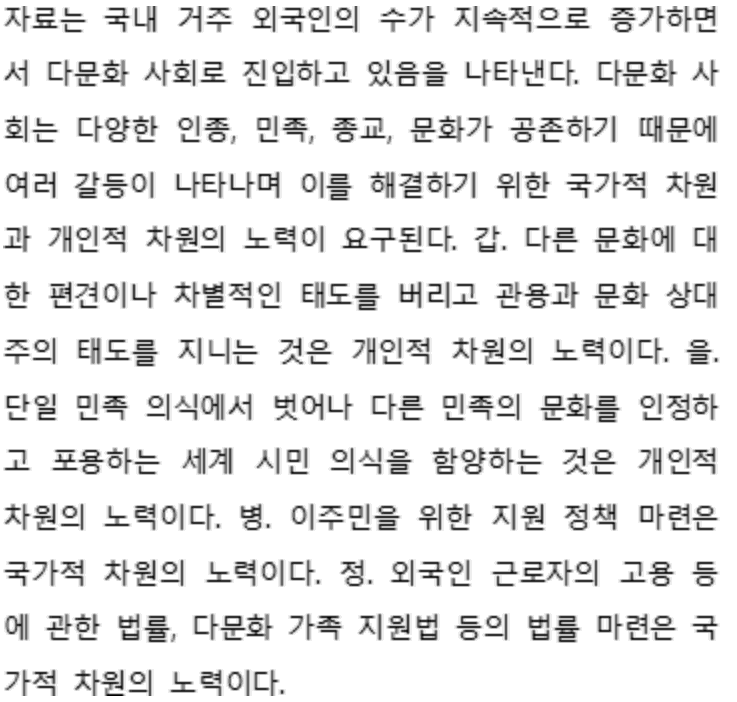 자료는 국내 거주 외국인의 수가 지속적으로 증가하면
서 다문화 사회로 진입하고 있음을 나타낸다. 다문화 사
회는 다양한 인종, 민족, 종교, 문화가 공존하기 때문에
여러 갈등이 나타나며 이를 해결하기 위한 국가적 차원
과 개인적 차원의 노력이 요구된다. 갑. 다른 문화에 대
한 편견이나 차별적인 태도를 버리고 관용과 문화 상대
주의 태도를 지니는 것은 개인적 차원의 노력이다. 을.
단일 민족 의식에서 벗어나 다른 민족의 문화를 인정하
고 포용하는 세계 시민 의식을 함양하는 것은 개인적
차원의 노력이다. 병. 이주민을 위한 지원 정책 마련은
국가적 차원의 노력이다. 정. 외국인 근로자의 고용 등
에 관한 법률, 다문화 가족 지원법 등의 법률 마련은 국
가적 차원의 노력이다.